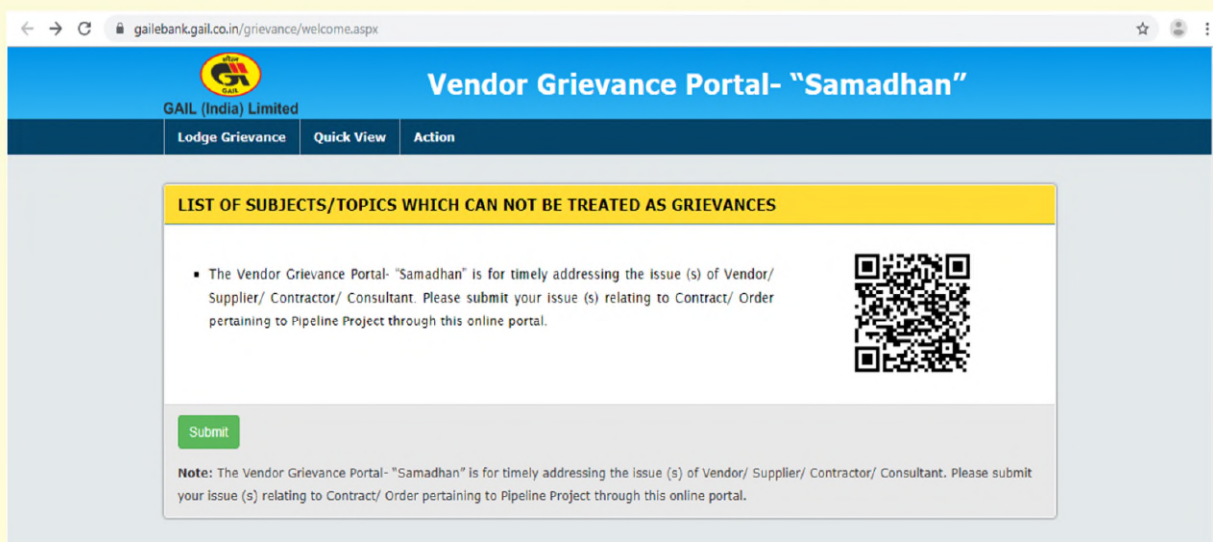 gailebank.gail.co.in/grievance/welcome.aspx
GAIL
GAIL (India) Limited
Vendor Grievance Portal- “Samadhan”
Lodge Grievance Quick View Action
LIST OF SUBJECTS/TOPICS WHICH CAN NOT BE TREATED AS GRIEVANCES
▪ The Vendor Grievance Portal- "Samadhan" is for timely addressing the issue (s) of Vendor/
Supplier/ Contractor/ Consultant. Please submit your issue (s) relating to Contract/ Order
pertaining to Pipeline Project through this online portal.
Submit
Note: The Vendor Grievance Portal- "Samadhan" is for timely addressing the issue (s) of Vendor/ Supplier/ Contractor/ Consultant. Please submit
your issue (s) relating to Contract/ Order pertaining to Pipeline Project through this online portal.